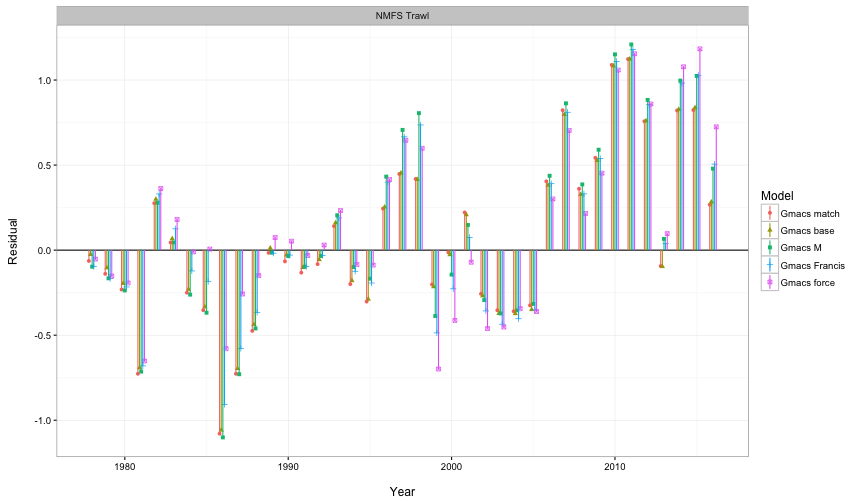 NMFS Trawl
Residual
1.0
0.5
0.0
-0.5
-1.0
1980
1990
2000
2010
Year
Model
Gmacs match
Gmacs base
Gmacs M
Gmacs Francis
Gmacs force